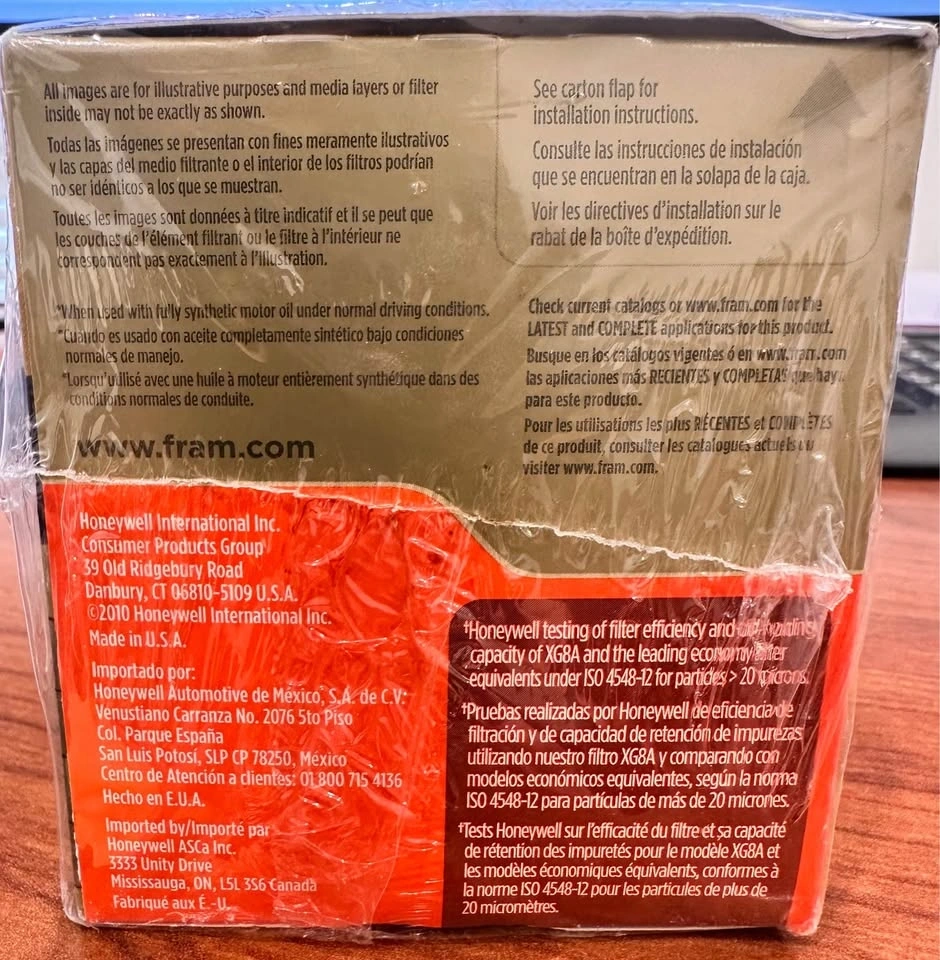 All images are for illustrative purposes and media layers or filter
inside may not be exactly as shown.
Todas las imágenes se presentan con fines meramente ilustrativos
y las capas del medio filtrante o el interior de los filtros podrían
no ser idénticos a los que se muestran.
Toutes les images sont données à titre indicatif et il se peut que
les couches de l'élément filtrant ou le filtre à l'intérieur ne
correspondent pas exactement à l'illustration.
*When used with fully synthetic motor oil under normal driving conditions.
*Cuando es usado con aceite completamente sintético bajo condiciones
normales de manejo.
*Lorsqu'utilisé avec une huile à moteur entièrement synthétique dans des
conditions normales de conduite.
www.fram.com
See carton flap for
installation instructions.
Consulte las instrucciones de instalación
que se encuentran en la solapa de la caja.
Voir les directives d'installation sur le
rabat de la boîte d'expédition.
Check current catalogs or www.fram.com for the
LATEST and COMPLETE applications for this product.
Busque en los catálogos vigentes ó en www.fram.com
las aplicaciones más RECIENTES y COMPLETAS que hay
para este producto.
Pour les utilisations les plus RÉCENTES et COMPLÈTES
de ce produit, consulter les catalogues actuels ou
visiter www.fram.com.
Honeywell International Inc.
Consumer Products Group
39 Old Ridgebury Road
Danbury, CT 06810-5109 U.S.A.
©2010 Honeywell International Inc.
Made in U.S.A.
Importado por:
Honeywell Automotive de México, S.A. de C.V.
Venustiano Carranza No. 2076 5to Piso
Col. Parque España
San Luis Potosí, SLP CP 78250, México
Centro de Atención a clientes: 01 800 715 4136
Hecho en E.U.A.
Imported by/Importé par
Honeywell ASCa Inc.
3333 Unity Drive
Mississauga, ON, L5L 3S6 Canada
Fabriqué aux É.-U.
†Honeywell testing of filter efficiency and dirt holding
capacity of XG8A and the leading economy filter
equivalents under ISO 4548-12 for particles > 20 microns.
†Pruebas realizadas por Honeywell de eficiencia de
filtración y de capacidad de retención de impurezas
utilizando nuestro filtro XG8A y comparando con
modelos económicos equivalentes, según la norma
ISO 4548-12 para partículas de más de 20 micrones.
†Tests Honeywell sur l'efficacité du filtre et sa capacité
de rétention des impuretés pour le modèle XG8A et
les modèles économiques équivalents, conformes à
la norme ISO 4548-12 pour les particules de plus de
20 micromètres.